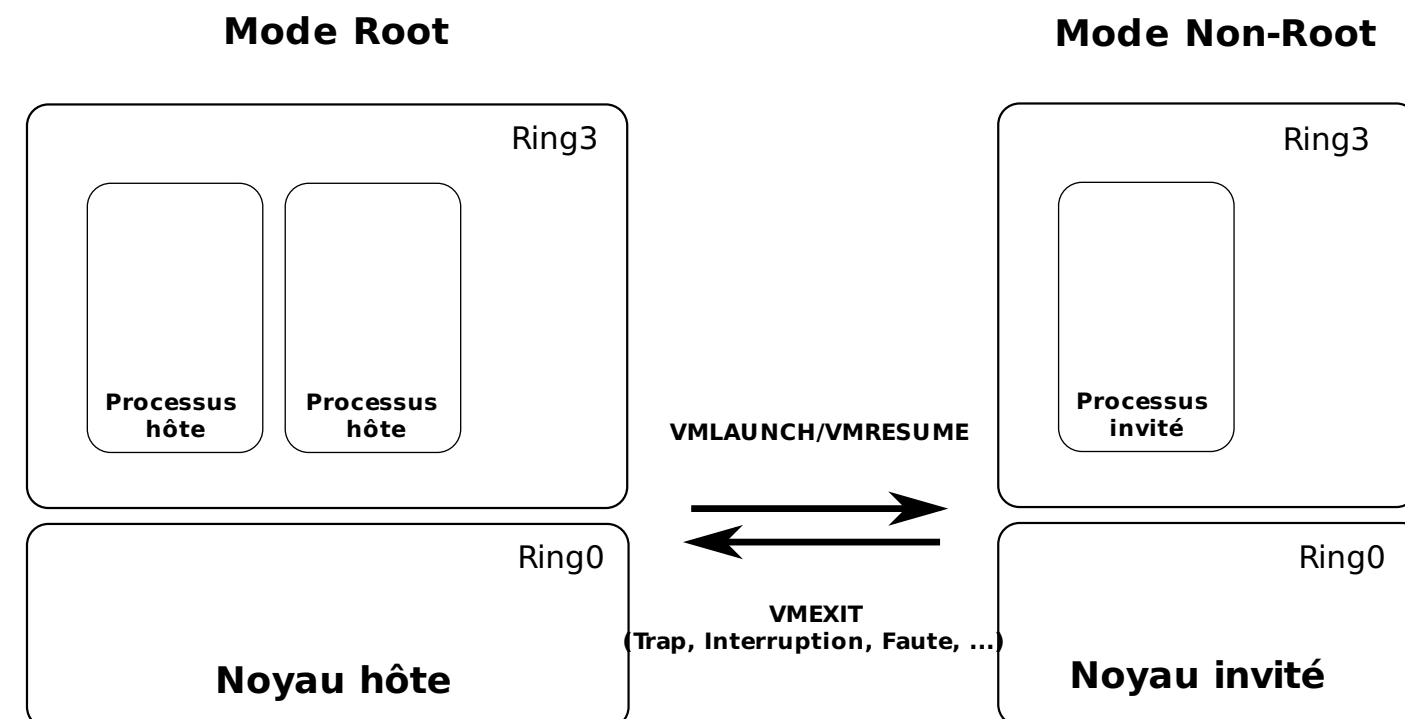 Mode Root
Mode Non-Root
Ring3
Processus
hôte
Processus
hôte
VMLAUNCH/VMRESUME
Ring3
Processus
invité
Ring0
Noyau hôte
VMEXIT
(Trap, Interruption, Faute, ...)
Ring0
Noyau invité